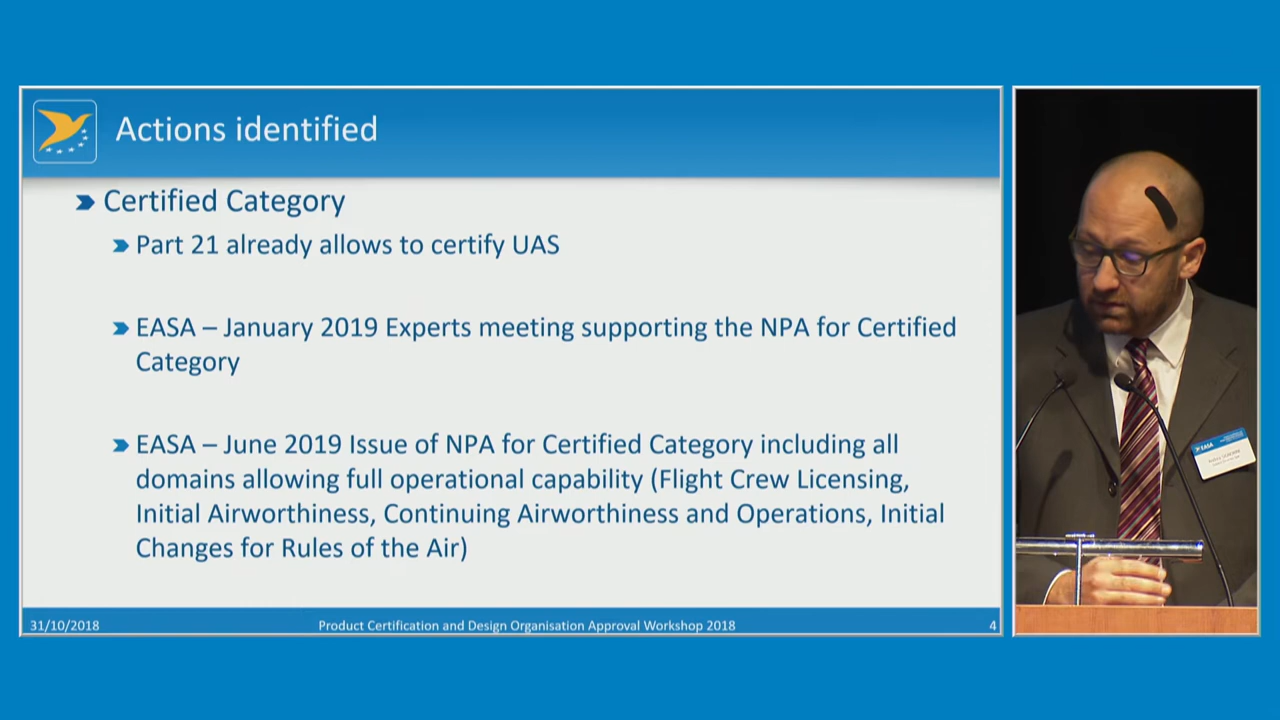 Actions identified
Certified Category
Part 21 already allows to certify UAS
EASA – January 2019 Experts meeting supporting the NPA for Certified
Category
EASA – June 2019 Issue of NPA for Certified Category including all
domains allowing full operational capability (Flight Crew Licensing,
Initial Airworthiness, Continuing Airworthiness and Operations, Initial
Changes for Rules of the Air)
31/10/2018
Product Certification and Design Organisation Approval Workshop 2018
4
EASA